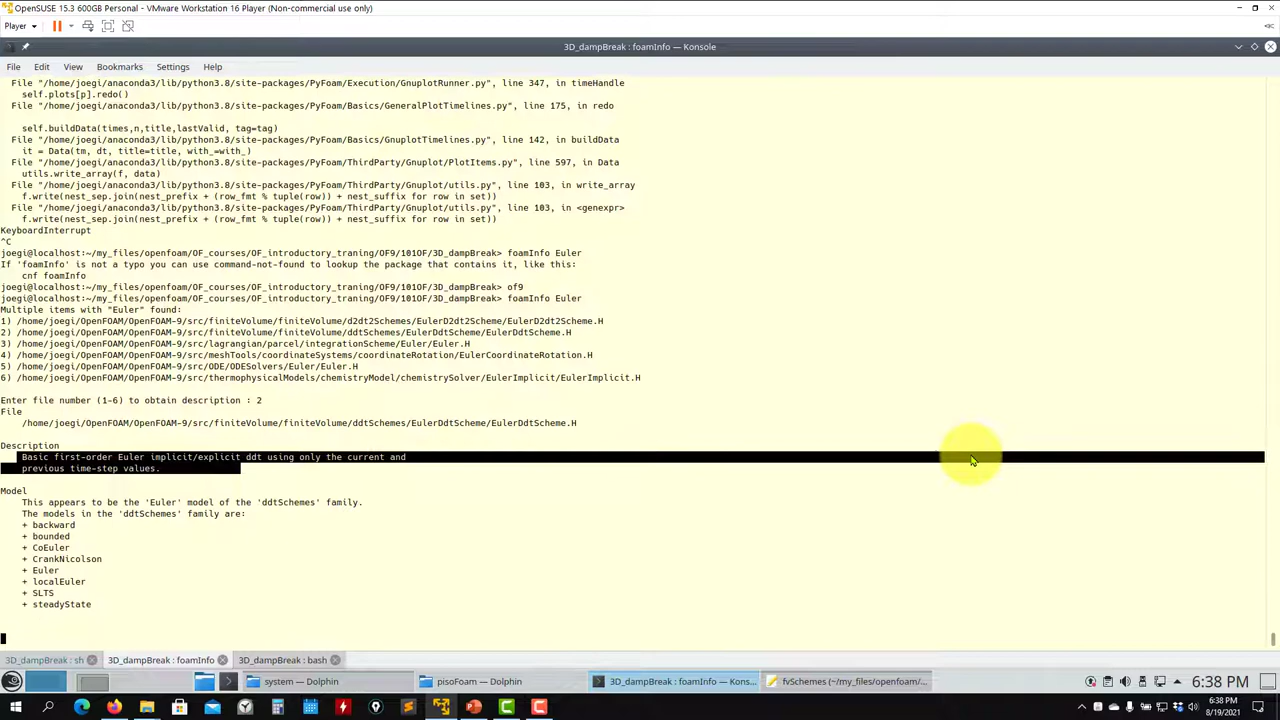 OpenSUSE 15.3 600GB Personal - VMware Workstation 16 Player (Non-commercial use only)
Player
3D_dampBreak : foamInfo — Konsole
File Edit View Bookmarks Settings Help
File "/home/joegi/anaconda3/lib/python3.8/site-packages/PyFoam/Execution/GnuplotRunner.py", line 347, in timeHandle
self.plots[p].redo()
File "/home/joegi/anaconda3/lib/python3.8/site-packages/PyFoam/Basics/GeneralPlotTimelines.py", line 175, in redo
self.buildData(times,n,title,lastValid, tag=tag)
File "/home/joegi/anaconda3/lib/python3.8/site-packages/PyFoam/Basics/GnuplotTimelines.py", line 142, in buildData
it = Data(tm, dt, title=title, with_=with_)
File "/home/joegi/anaconda3/lib/python3.8/site-packages/PyFoam/ThirdParty/Gnuplot/PlotItems.py", line 597, in Data
utils.write_array(f, data)
File "/home/joegi/anaconda3/lib/python3.8/site-packages/PyFoam/ThirdParty/Gnuplot/utils.py", line 103, in write_array
f.write(nest_sep.join(nest_prefix + (row_fmt % tuple(row)) + nest_suffix for row in set))
File "/home/joegi/anaconda3/lib/python3.8/site-packages/PyFoam/ThirdParty/Gnuplot/utils.py", line 103, in <genexpr>
f.write(nest_sep.join(nest_prefix + (row_fmt % tuple(row)) + nest_suffix for row in set))
KeyboardInterrupt
^C
joegi@localhost:~/my_files/openfoam/OF_courses/OF_introductory_traning/OF9/101OF/3D_dampBreak> foamInfo Euler
If 'foamInfo' is not a typo you can use command-not-found to lookup the package that contains it, like this:
cnf foamInfo
joegi@localhost:~/my_files/openfoam/OF_courses/OF_introductory_traning/OF9/101OF/3D_dampBreak> of9
joegi@localhost:~/my_files/openfoam/OF_courses/OF_introductory_traning/OF9/101OF/3D_dampBreak> foamInfo Euler
Multiple items with "Euler" found:
1) /home/joegi/OpenFOAM/OpenFOAM-9/src/finiteVolume/finiteVolume/d2dt2Schemes/EulerD2dt2Scheme/EulerD2dt2Scheme.H
2) /home/joegi/OpenFOAM/OpenFOAM-9/src/finiteVolume/finiteVolume/ddtSchemes/EulerDdtScheme/EulerDdtScheme.H
3) /home/joegi/OpenFOAM/OpenFOAM-9/src/lagrangian/parcel/integrationScheme/Euler/Euler.H
4) /home/joegi/OpenFOAM/OpenFOAM-9/src/meshTools/coordinateSystems/coordinateRotation/EulerCoordinateRotation.H
5) /home/joegi/OpenFOAM/OpenFOAM-9/src/ODE/ODESolvers/Euler/Euler.H
6) /home/joegi/OpenFOAM/OpenFOAM-9/src/thermophysicalModels/chemistryModel/chemistrySolver/EulerImplicit/EulerImplicit.H
Enter file number (1-6) to obtain description : 2
File
/home/joegi/OpenFOAM/OpenFOAM-9/src/finiteVolume/finiteVolume/ddtSchemes/EulerDdtScheme/EulerDdtScheme.H
Description
Basic first-order Euler implicit/explicit ddt using only the current and
previous time-step values.
Model
This appears to be the 'Euler' model of the 'ddtSchemes' family.
The models in the 'ddtSchemes' family are:
+ backward
+ bounded
+ CoEuler
+ CrankNicolson
+ Euler
+ localEuler
+ SLTS
+ steadyState
3D_dampBreak : sh 3D_dampBreak : foamInfo 3D_dampBreak : bash
system — Dolphin pisoFoam — Dolphin 3D_dampBreak : foamInfo — Kons... fvSchemes (~/my_files/openfoam/... 6:38 PM
6:38 PM
8/19/2021